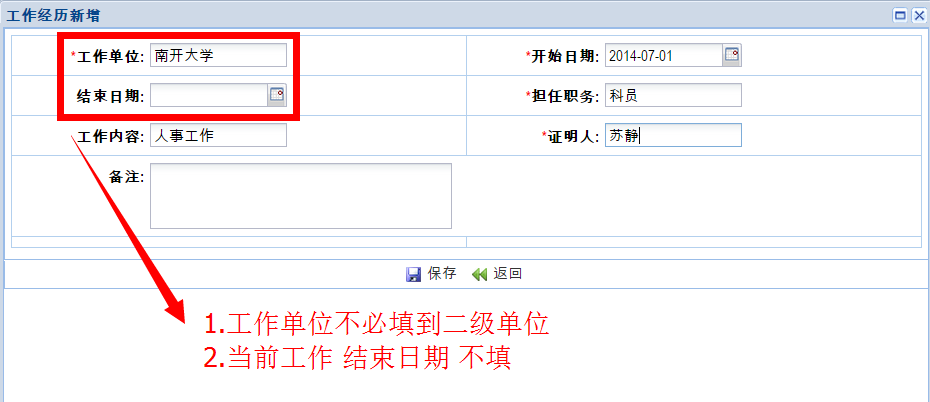 工作经历新增
*工作单位: 南开大学 *开始日期: 2014-07-01
结束日期: *担任职务: 科员
工作内容: 人事工作 *证明人: 苏静
备注:
保存 返回
1.工作单位不必填到二级单位
2.当前工作 结束日期 不填